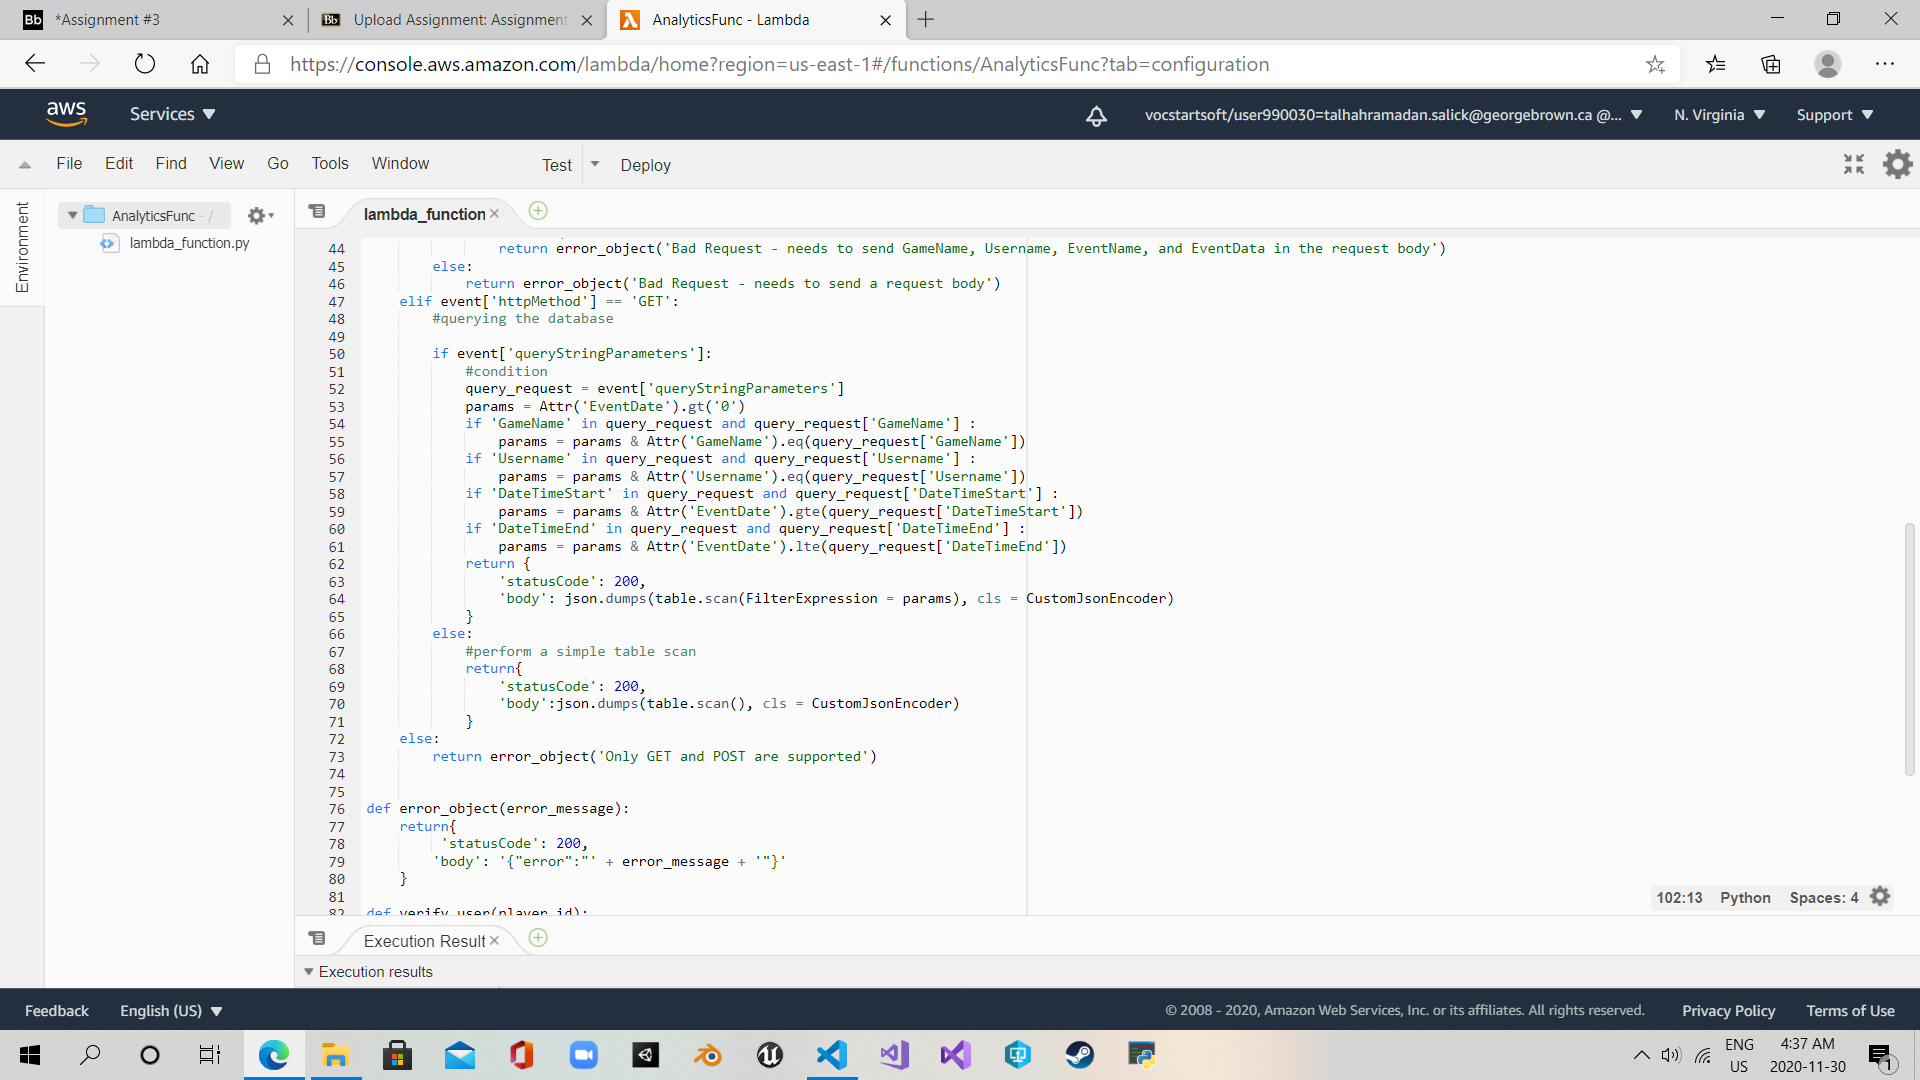 *Assignment #3
Upload Assignment: Assignment
AnalyticsFunc - Lambda
https://console.aws.amazon.com/lambda/home?region=us-east-1#/functions/AnalyticsFunc?tab=configuration
aws
Services
vocstartsoft/user990030=talhahramadan.salick@georgebrown.ca @...
N. Virginia
Support
File Edit Find View Go Tools Window
Test
Deploy
Environment
AnalyticsFunc - /
lambda_function.py
lambda_function
44 return error_object('Bad Request - needs to send GameName, Username, EventName, and EventData in the request body')
45 else:
46 return error_object('Bad Request - needs to send a request body')
47 elif event['httpMethod'] == 'GET':
48 #querying the database
49
50 if event['queryStringParameters']:
51 #condition
52 query_request = event['queryStringParameters']
53 params = Attr('EventDate').gt('0')
54 if 'GameName' in query_request and query_request['GameName'] :
55 params = params & Attr('GameName').eq(query_request['GameName'])
56 if 'Username' in query_request and query_request['Username'] :
57 params = params & Attr('Username').eq(query_request['Username'])
58 if 'DateTimeStart' in query_request and query_request['DateTimeStart'] :
59 params = params & Attr('EventDate').gte(query_request['DateTimeStart'])
60 if 'DateTimeEnd' in query_request and query_request['DateTimeEnd'] :
61 params = params & Attr('EventDate').lte(query_request['DateTimeEnd'])
62 return {
63 'statusCode': 200,
64 'body': json.dumps(table.scan(FilterExpression = params), cls = CustomJsonEncoder)
65 }
66 else:
67 #perform a simple table scan
68 return{
69 'statusCode': 200,
70 'body':json.dumps(table.scan(), cls = CustomJsonEncoder)
71 }
72 else:
73 return error_object('Only GET and POST are supported')
74
75
76 def error_object(error_message):
77 return{
78 'statusCode': 200,
79 'body': '{"error":"' + error_message + '"}'
80 }
81
82 def verify_user(player_id):
102:13 Python Spaces: 4
Execution Result
Execution results
Feedback
English (US)
© 2008 - 2020, Amazon Web Services, Inc. or its affiliates. All rights reserved.
Privacy Policy
Terms of Use
ENG
US
4:37 AM
2020-11-30
1